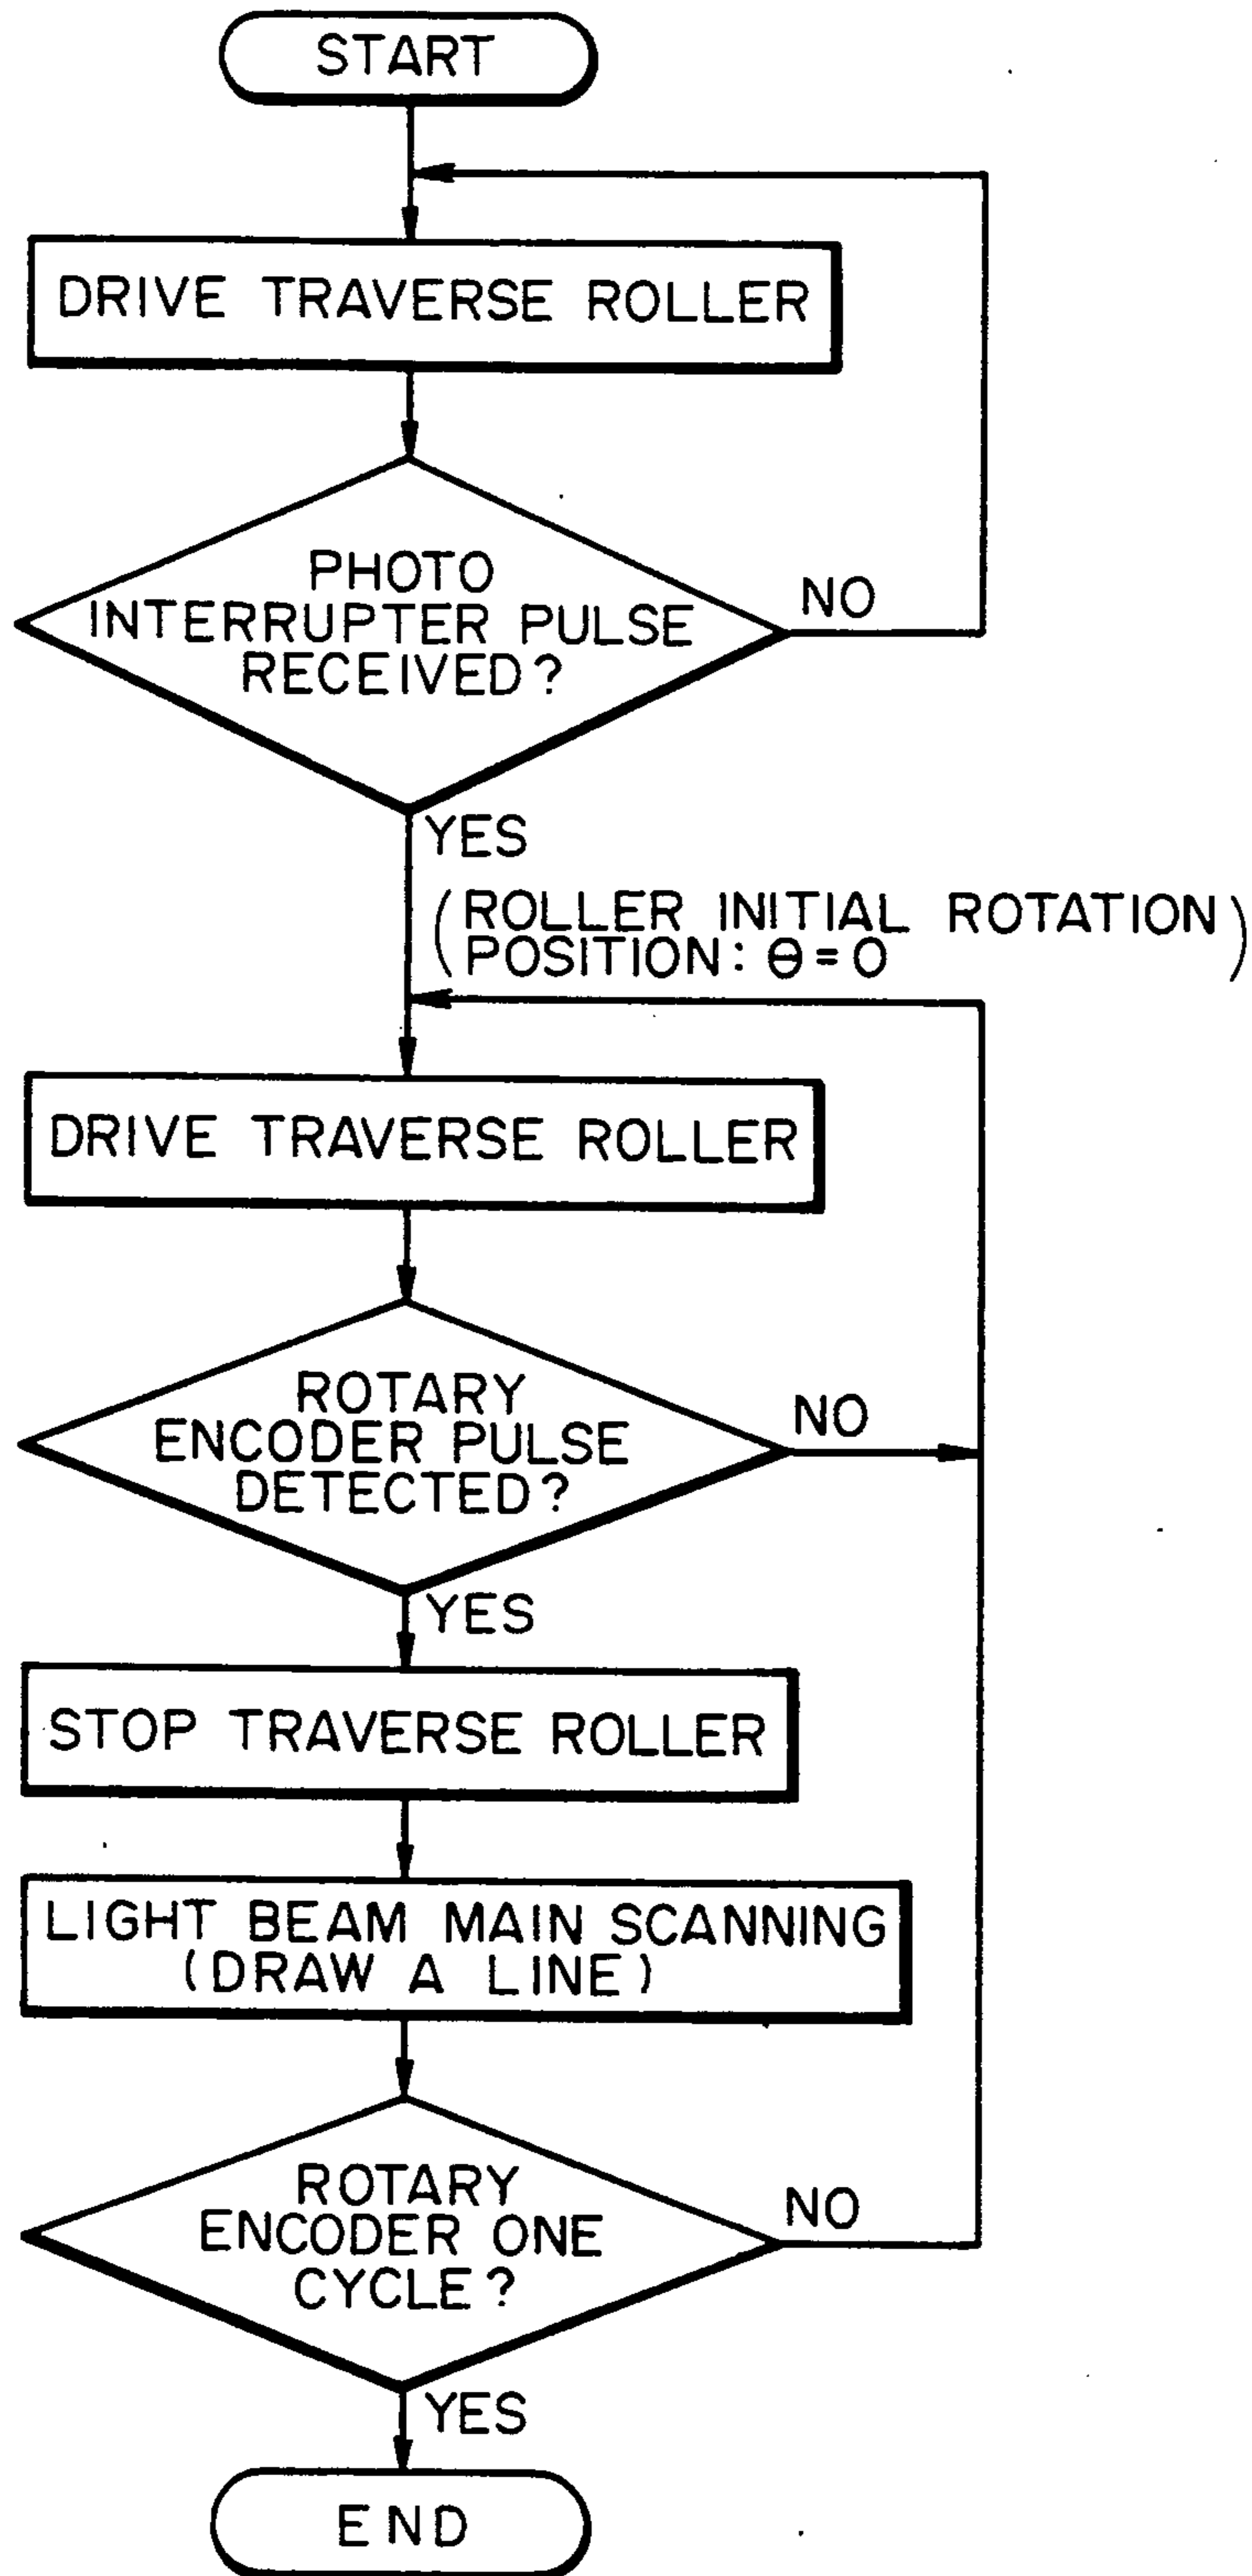 START
DRIVE TRAVERSE ROLLER
PHOTO
INTERRUPTER PULSE
RECEIVED?
NO
YES
(ROLLER INITIAL ROTATION
POSITION: Θ=0)
DRIVE TRAVERSE ROLLER
ROTARY
ENCODER PULSE
DETECTED?
NO
YES
STOP TRAVERSE ROLLER
LIGHT BEAM MAIN SCANNING
(DRAW A LINE)
ROTARY
ENCODER ONE
CYCLE?
NO
YES
END